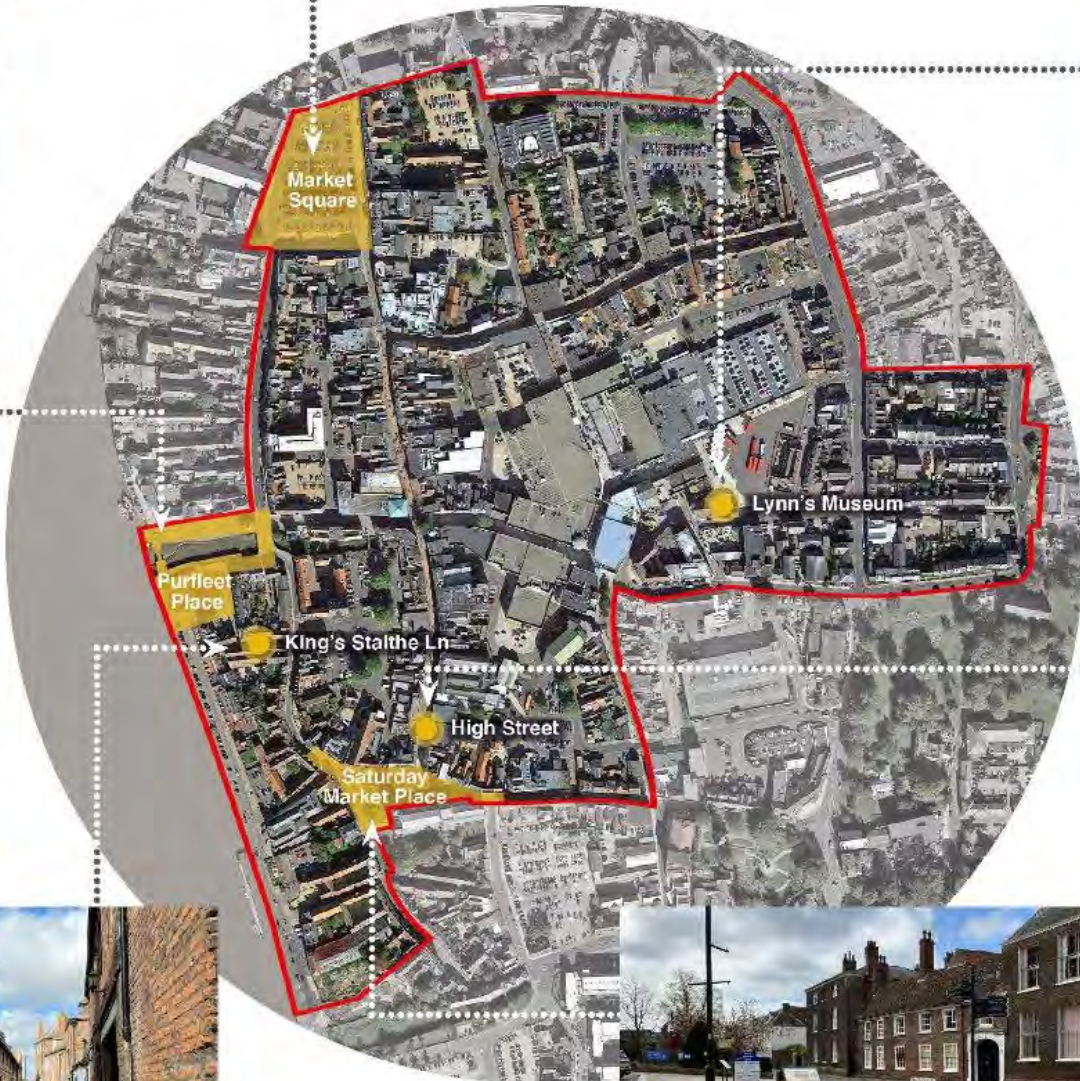 Market
Square
Lynn's Museum
Purfleet
Place
King's Stalthe Ln
High Street
Saturday
Market Place